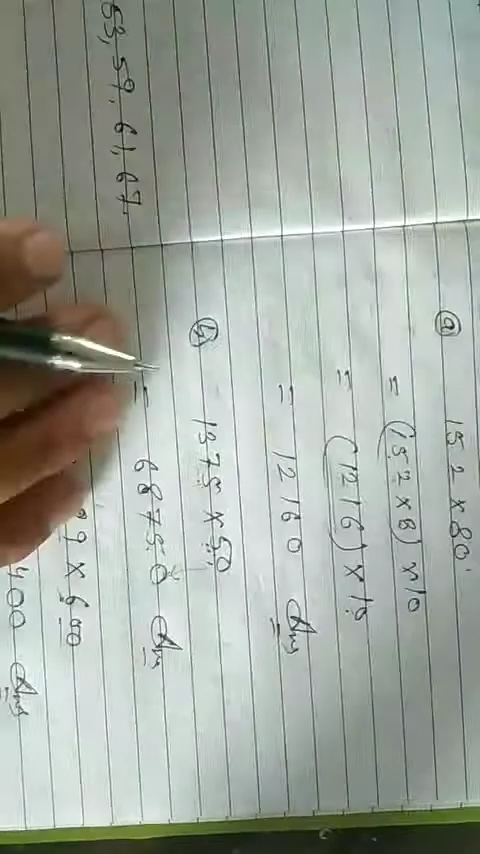 53, 59, 61, 67
ⓐ 152 × 80
= (152 × 8) × 10
= (1216) × 10
= 12160 Ans
ⓑ 1375 × 50
= 68750 Ans
9 × 600
400 Ans